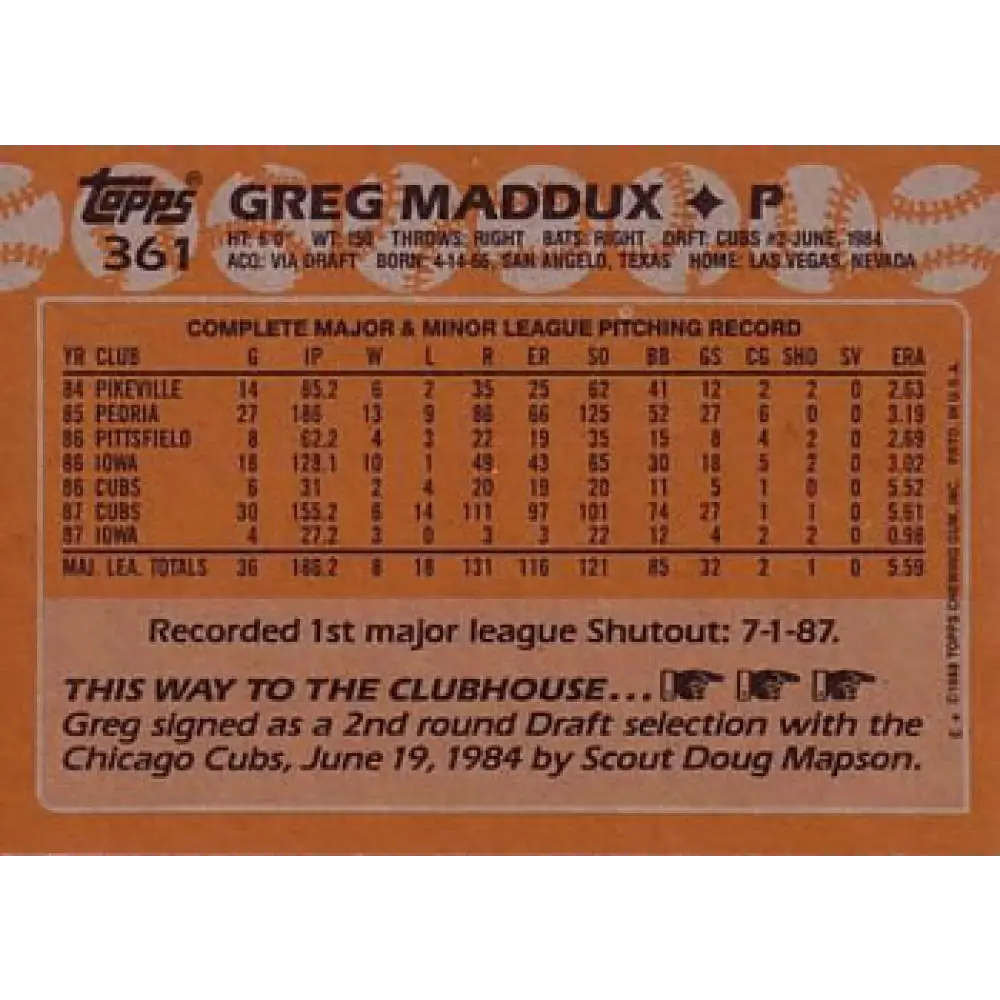 Topps® GREG MADDUX ♦ P
361 HT: 6'0" WT: 150 THROWS: RIGHT BATS: RIGHT DRFT: CUBS #2-JUNE, 1984
ACQ: VIA DRAFT BORN: 4-14-66, SAN ANGELO, TEXAS HOME: LAS VEGAS, NEVADA
COMPLETE MAJOR & MINOR LEAGUE PITCHING RECORD
YR CLUB G IP W L R ER SO BB GS CG SHO SV ERA
84 PIKEVILLE 14 85.2 6 2 35 25 62 41 12 2 2 0 2.63
85 PEORIA 27 186 13 9 86 66 125 52 27 6 0 0 3.19
86 PITTSFIELD 8 62.2 4 3 22 19 35 15 8 4 2 0 2.69
86 IOWA 18 128.1 10 1 49 43 65 30 18 5 2 0 3.02
86 CUBS 6 31 2 4 20 19 20 11 5 1 0 0 5.52
87 CUBS 30 155.2 6 14 111 97 101 74 27 1 1 0 5.61
87 IOWA 4 27.2 3 0 3 3 22 12 4 2 2 0 0.98
MAJ. LEA. TOTALS 36 186.2 8 18 131 116 121 85 32 2 1 0 5.59
Recorded 1st major league Shutout: 7-1-87.
THIS WAY TO THE CLUBHOUSE...
Greg signed as a 2nd round Draft selection with the
Chicago Cubs, June 19, 1984 by Scout Doug Mapson.
©1988 TOPPS CHEWING GUM, INC. PRTD. IN U.S.A.